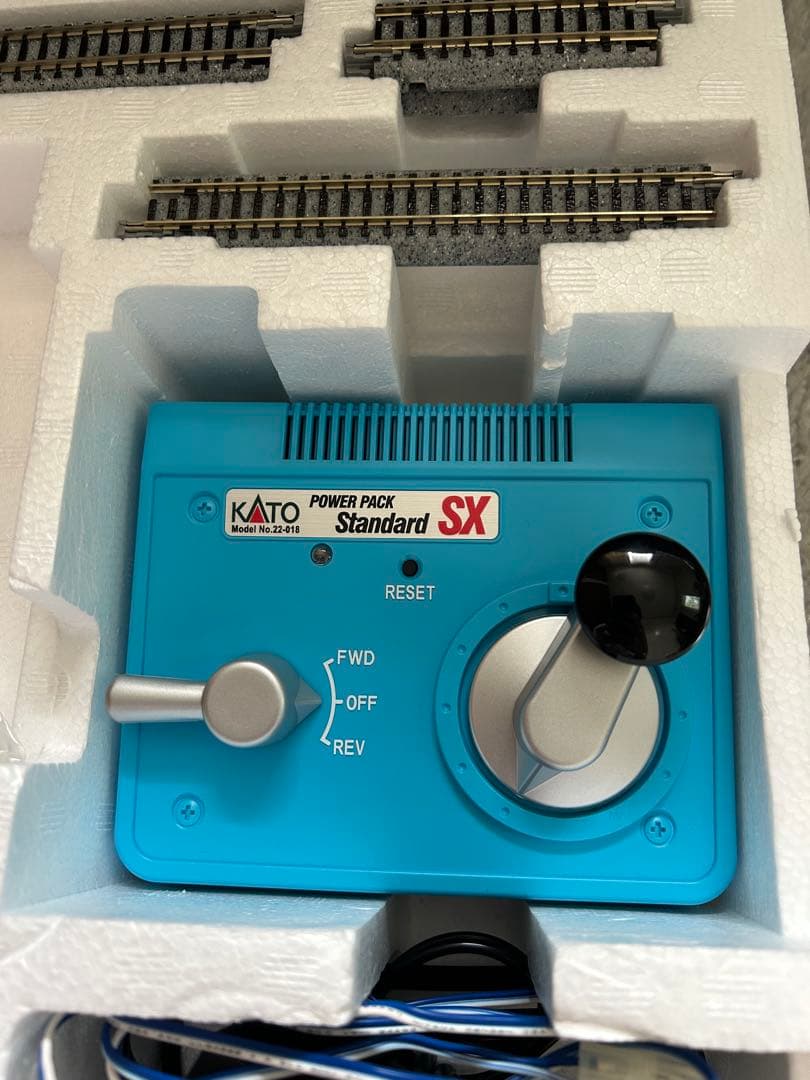 KATO
Model No.22-018
POWER PACK
Standard SX
RESET
FWD
OFF
REV